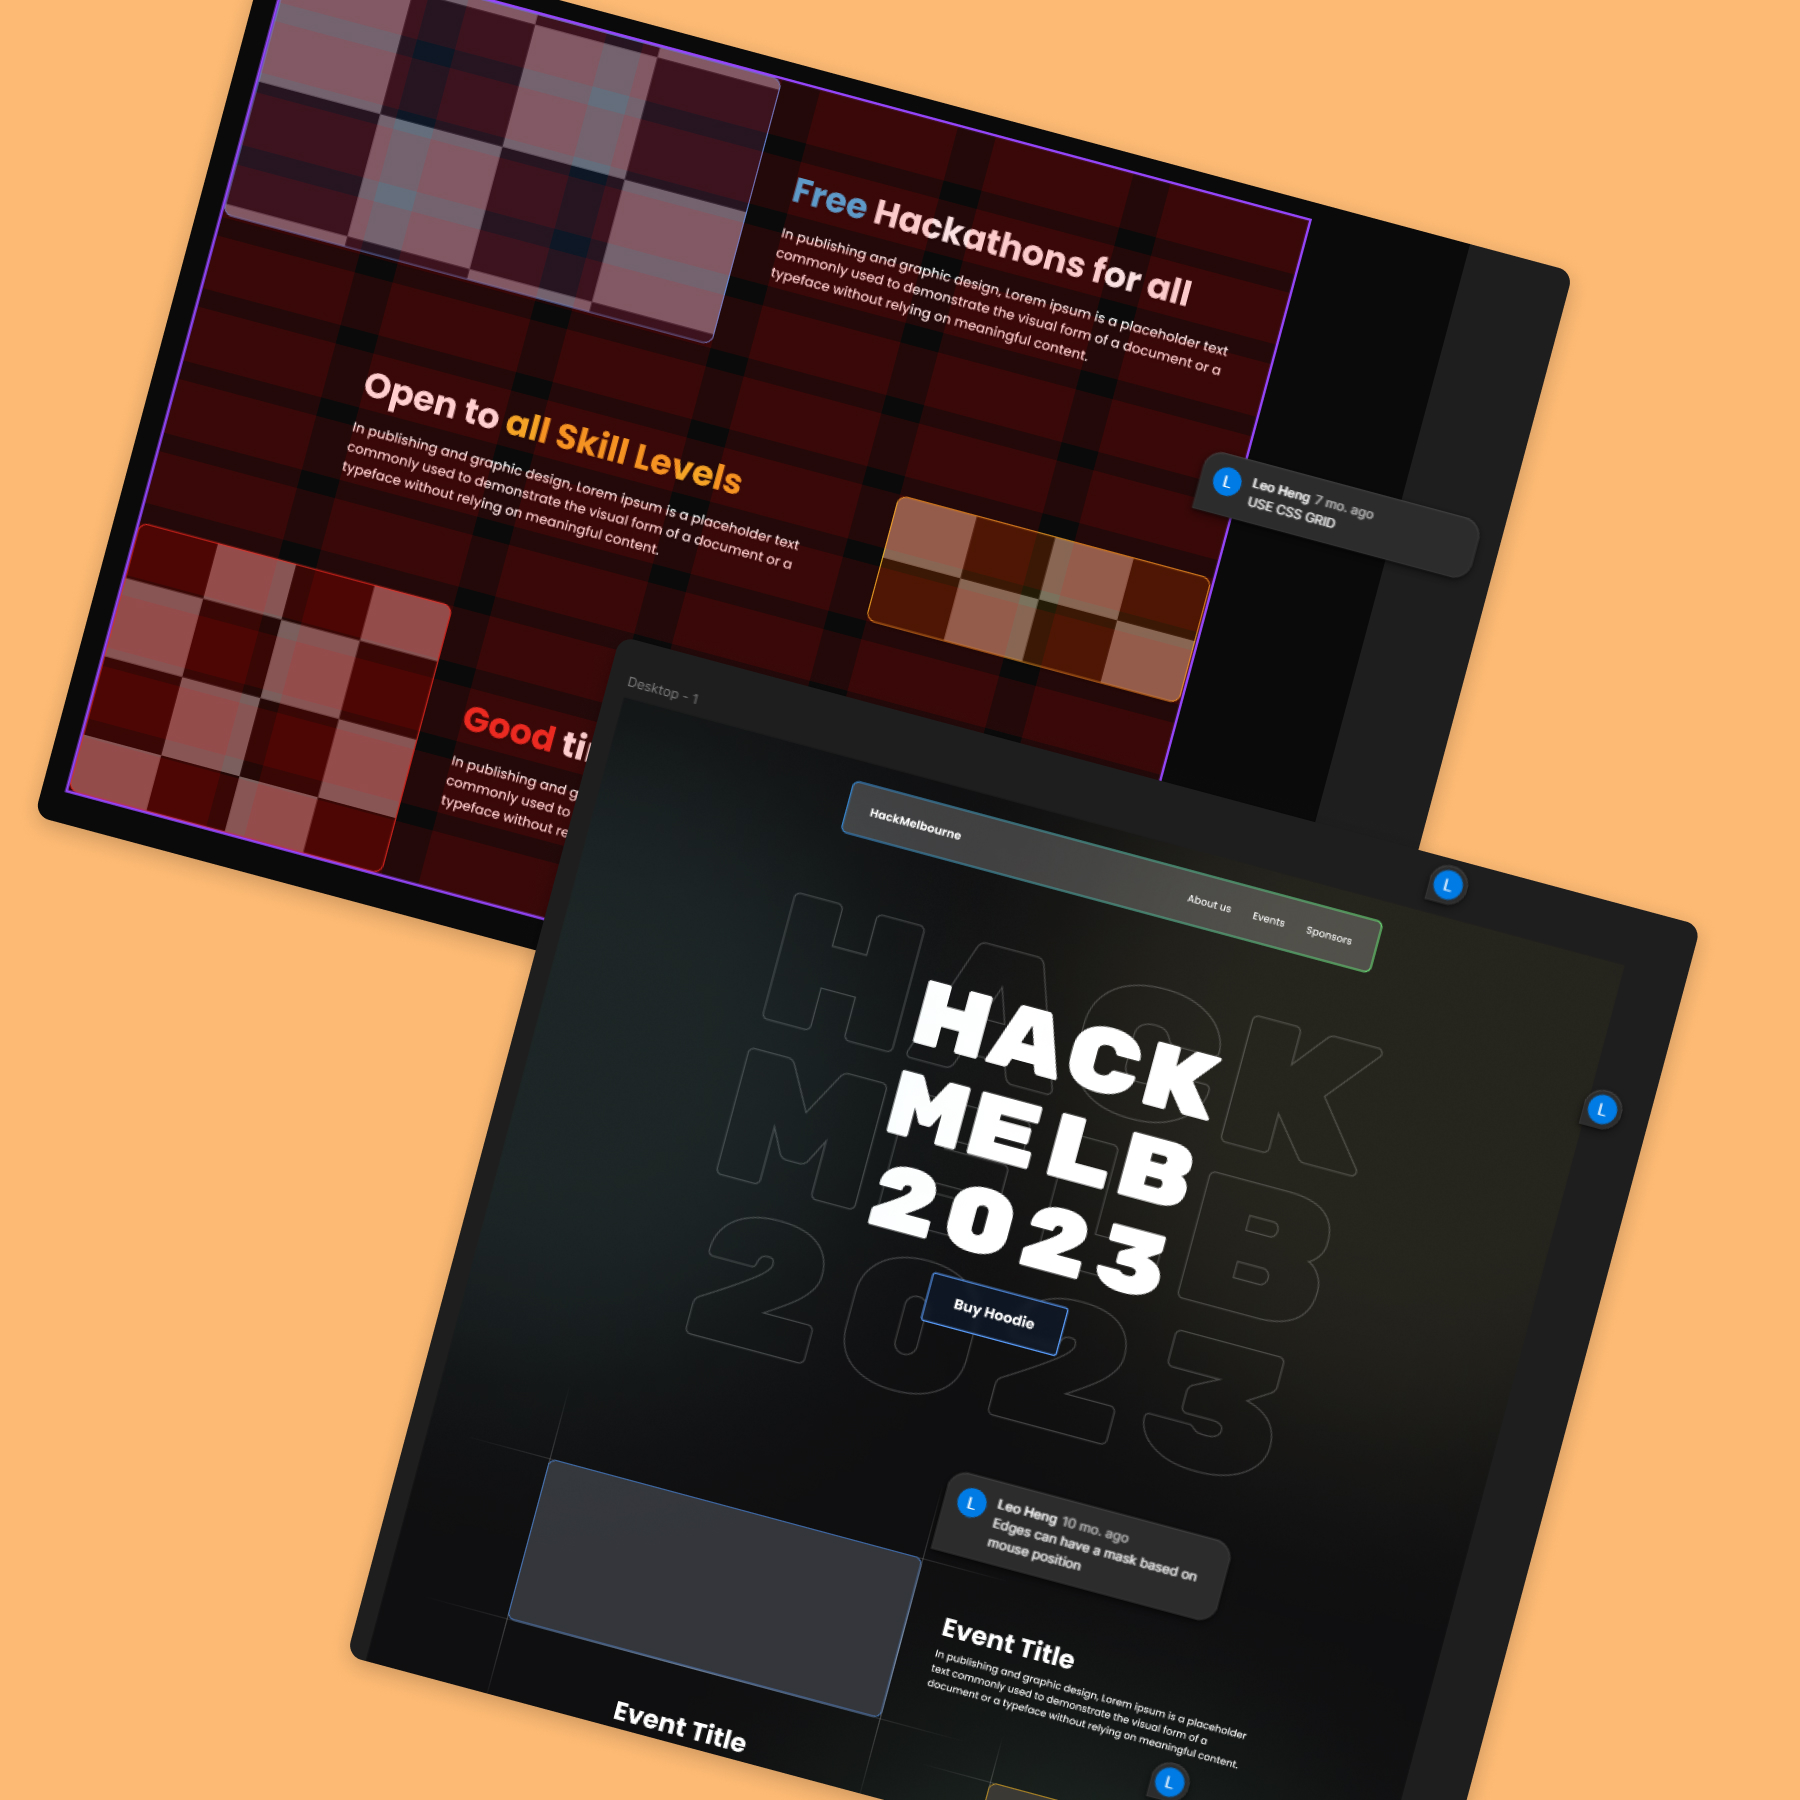 Free Hackathons for all
In publishing and graphic design, Lorem ipsum is a placeholder text
commonly used to demonstrate the visual form of a document or a
typeface without relying on meaningful content.
Open to all Skill Levels
In publishing and graphic design, Lorem ipsum is a placeholder text
commonly used to demonstrate the visual form of a document or a
typeface without relying on meaningful content.
L
Leo Heng 7 mo. ago
USE CSS GRID
Good
In publishing and
commonly used to
typeface without
Desktop - 1
HackMelbourne
About us
Events
Sponsors
L
L
HACK
MELB
2023
HACK
MELB
2023
Buy Hoodie
L
Leo Heng 10 mo. ago
Edges can have a mask based on
mouse position
Event Title
In publishing and graphic design, Lorem ipsum is a placeholder
text commonly used to demonstrate the visual form of a
document or a typeface without relying on meaningful content.
Event Title
L